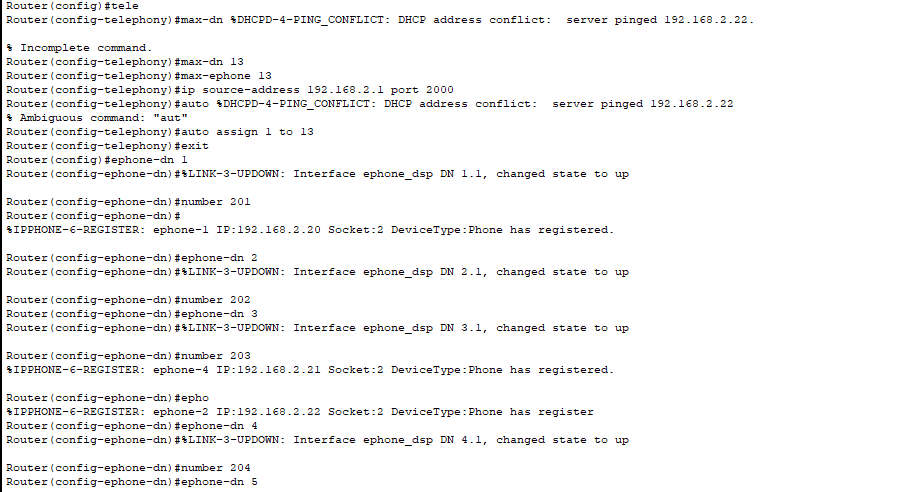 Router(config)#tele
Router(config-telephony)#max-dn %DHCPD-4-PING_CONFLICT: DHCP address conflict:  server pinged 192.168.2.22.
% Incomplete command.
Router(config-telephony)#max-dn 13
Router(config-telephony)#max-ephone 13
Router(config-telephony)#ip source-address 192.168.2.1 port 2000
Router(config-telephony)#auto %DHCPD-4-PING_CONFLICT: DHCP address conflict:  server pinged 192.168.2.22
% Ambiguous command: "aut"
Router(config-telephony)#auto assign 1 to 13
Router(config-telephony)#exit
Router(config)#ephone-dn 1
Router(config-ephone-dn)#%LINK-3-UPDOWN: Interface ephone_dsp DN 1.1, changed state to up
Router(config-ephone-dn)#number 201
Router(config-ephone-dn)#
%IPPHONE-6-REGISTER: ephone-1 IP:192.168.2.20 Socket:2 DeviceType:Phone has registered.
Router(config-ephone-dn)#ephone-dn 2
Router(config-ephone-dn)#%LINK-3-UPDOWN: Interface ephone_dsp DN 2.1, changed state to up
Router(config-ephone-dn)#number 202
Router(config-ephone-dn)#ephone-dn 3
Router(config-ephone-dn)#%LINK-3-UPDOWN: Interface ephone_dsp DN 3.1, changed state to up
Router(config-ephone-dn)#number 203
%IPPHONE-6-REGISTER: ephone-4 IP:192.168.2.21 Socket:2 DeviceType:Phone has registered.
Router(config-ephone-dn)#epho
%IPPHONE-6-REGISTER: ephone-2 IP:192.168.2.22 Socket:2 DeviceType:Phone has register
Router(config-ephone-dn)#ephone-dn 4
Router(config-ephone-dn)#%LINK-3-UPDOWN: Interface ephone_dsp DN 4.1, changed state to up
Router(config-ephone-dn)#number 204
Router(config-ephone-dn)#ephone-dn 5